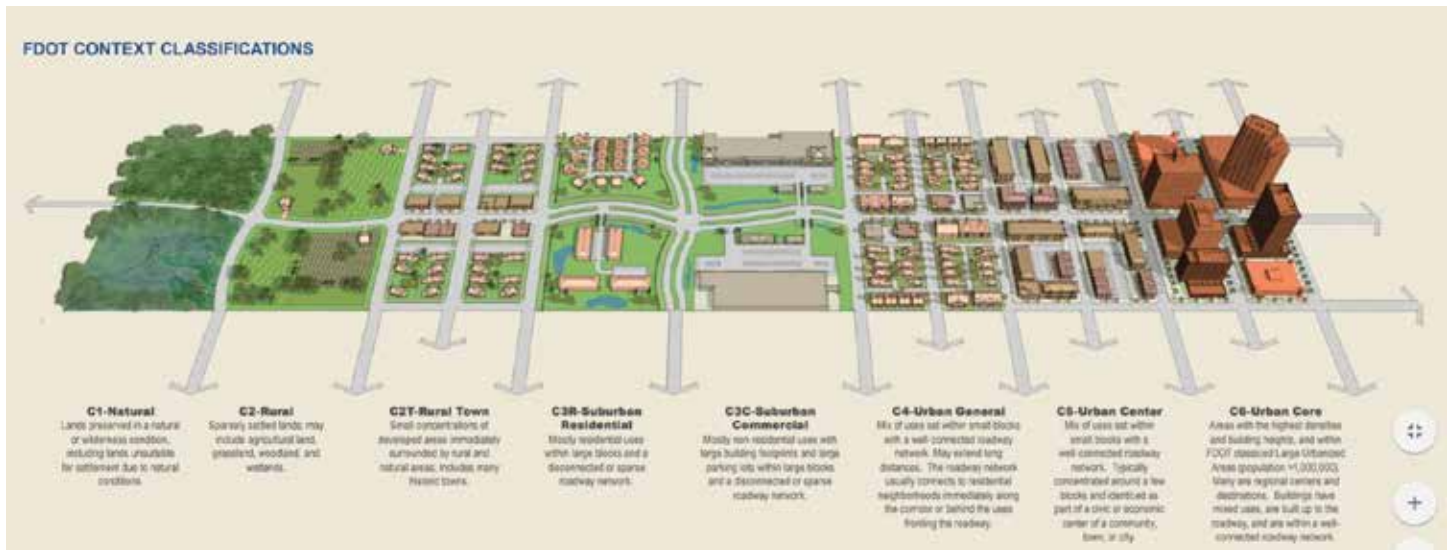 FDOT CONTEXT CLASSIFICATIONS
C1-Natural
Lands preserved in a natural
or wilderness condition,
including lands unsuitable
for settlement due to natural
conditions.
C2-Rural
Sparsely settled lands; may
include agricultural land,
grassland, woodland, and
wetlands.
C2T-Rural Town
Small concentrations of
developed areas immediately
surrounded by rural and
natural areas; includes many
historic towns.
C3R-Suburban
Residential
Mostly residential uses
within large blocks and a
disconnected or sparse
roadway network.
C3C-Suburban
Commercial
Mostly non-residential uses with
large building footprints and large
parking lots within large blocks
and a disconnected or sparse
roadway network.
C4-Urban General
Mix of uses set within small blocks
with a well-connected roadway
network. May extend long
distances. The roadway network
usually connects to residential
neighborhoods immediately along
the corridor or behind the uses
fronting the roadway.
C5-Urban Center
Mix of uses set within
small blocks with a
well-connected roadway
network. Typically
concentrated around a few
blocks and identified as
part of a civic or economic
center of a community,
town, or city.
C6-Urban Core
Areas with the highest densities
and building heights, and within
FDOT classified Large Urbanized
Areas (population >1,000,000).
Many are regional centers and
destinations. Buildings have
mixed uses, are built up to the
roadway, and are within a well-
connected roadway network.